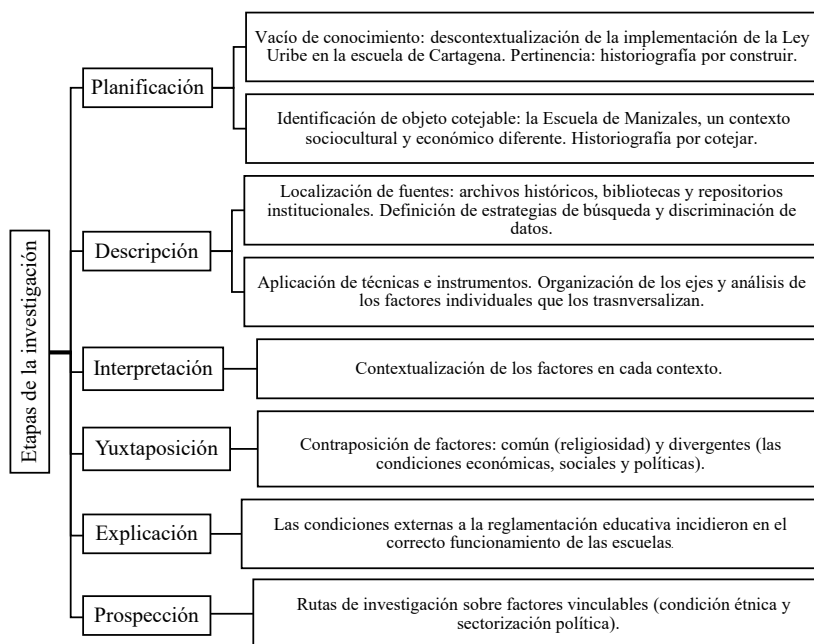 Etapas de la investigación
Planificación
Vacío de conocimiento: descontextualización de la implementación de la Ley
Uribe en la escuela de Cartagena. Pertinencia: historiografía por construir.
Identificación de objeto cotejable: la Escuela de Manizales, un contexto
sociocultural y económico diferente. Historiografía por cotejar.
Descripción
Localización de fuentes: archivos históricos, bibliotecas y repositorios
institucionales. Definición de estrategias de búsqueda y discriminación de
datos.
Aplicación de técnicas e instrumentos. Organización de los ejes y análisis de
los factores individuales que los trasnversalizan.
Interpretación
Contextualización de los factores en cada contexto.
Yuxtaposición
Contraposición de factores: común (religiosidad) y divergentes (las
condiciones económicas, sociales y políticas).
Explicación
Las condiciones externas a la reglamentación educativa incidieron en el
correcto funcionamiento de las escuelas.
Prospección
Rutas de investigación sobre factores vinculables (condición étnica y
sectorización política).